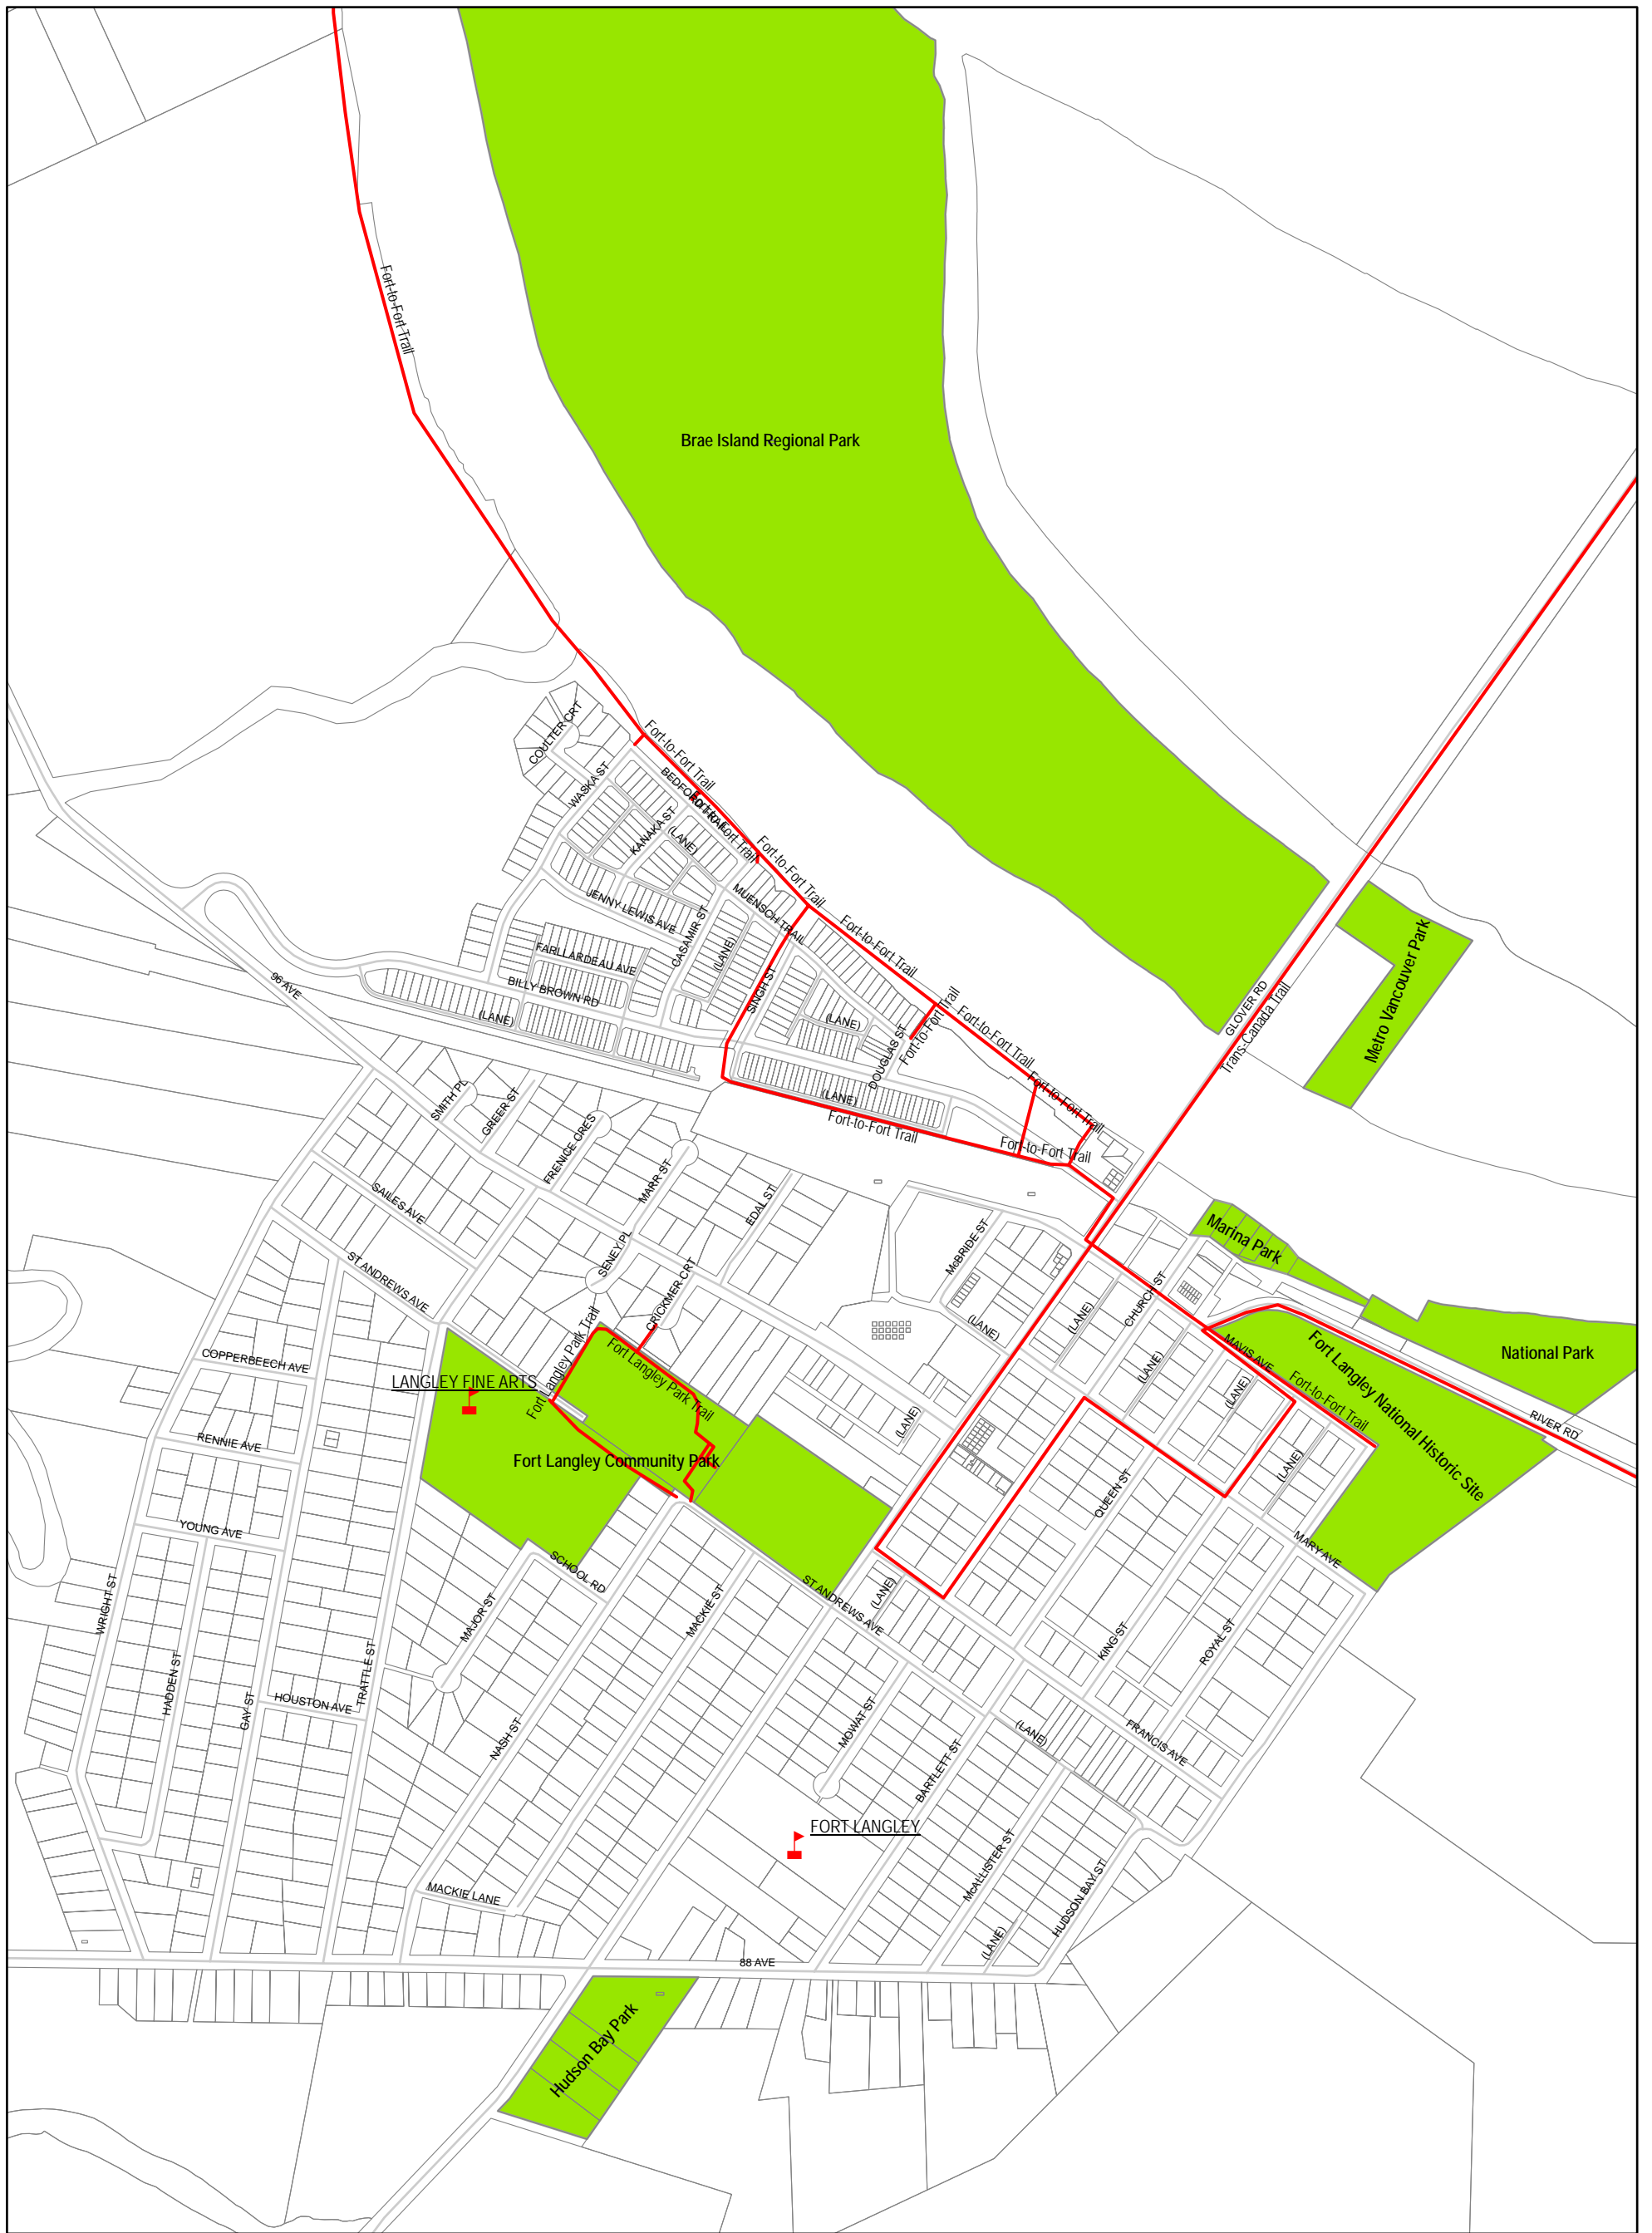 Fort-to-Fort Trail
Brae Island Regional Park
COULTER CRT
Fort-to-Fort Trail
WASKA ST
BEDFORD TRAIL
Fort-to-Fort Trail
KANAKA ST
(LANE)
Fort-to-Fort Trail
MUENSCH TRAIL
JENNY LEWIS AVE
CASAMIR ST
(LANE)
Fort-to-Fort Trail
Metro Vancouver Park
FARLLARDEAU AVE
BILLY BROWN RD
SINGH ST
96 AVE
(LANE)
(LANE)
DOUGLAS ST
Fort-to-Fort Trail
Fort-to-Fort Trail
GLOVER RD
Trans-Canada Trail
SMITH PL
GREER ST
(LANE)
Fort-to-Fort Trail
Fort-to-Fort Trail
Fort-to-Fort Trail
FRENICE CRES
MARR ST
EDAL ST
SAILES AVE
McBRIDE ST
Marina Park
SENEY PL
ST ANDREWS AVE
CRICKMER CRT
CHURCH ST
(LANE)
(LANE)
MAVIS AVE
National Park
COPPERBEECH AVE
LANGLEY FINE ARTS
Fort Langley Park Trail
Fort Langley Park Trail
(LANE)
(LANE)
Fort-to-Fort Trail
Fort Langley National Historic Site
RIVER RD
RENNIE AVE
(LANE)
Fort Langley Community Park
(LANE)
QUEEN ST
YOUNG AVE
MARY AVE
SCHOOL RD
WRIGHT ST
MAJOR ST
MACKIE ST
ST ANDREWS AVE
(LANE)
KING ST
ROYAL ST
HADDEN ST
GAY ST
HOUSTON AVE
TRATTLE ST
NASH ST
MOWAT ST
BARTLETT ST
(LANE)
FRANCIS AVE
FORT LANGLEY
MACKIE LANE
McALLISTER ST
HUDSON BAY ST
(LANE)
88 AVE
Hudson Bay Park